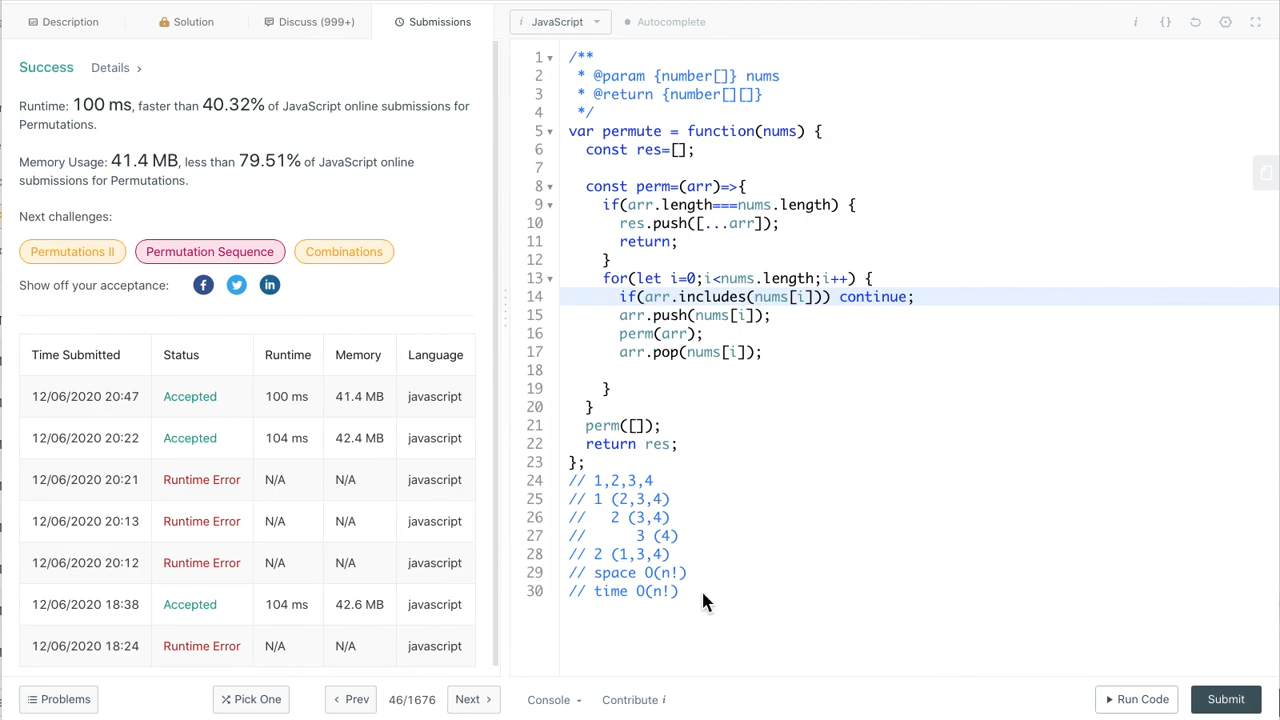 Description
Solution
Discuss (999+)
Submissions
i JavaScript
Autocomplete
i {}
Success
Details
Runtime: 100 ms, faster than 40.32% of JavaScript online submissions for
Permutations.
Memory Usage: 41.4 MB, less than 79.51% of JavaScript online
submissions for Permutations.
Next challenges:
Permutations II
Permutation Sequence
Combinations
Show off your acceptance:
Time Submitted Status Runtime Memory Language
12/06/2020 20:47 Accepted 100 ms 41.4 MB javascript
12/06/2020 20:22 Accepted 104 ms 42.4 MB javascript
12/06/2020 20:21 Runtime Error N/A N/A javascript
12/06/2020 20:13 Runtime Error N/A N/A javascript
12/06/2020 20:12 Runtime Error N/A N/A javascript
12/06/2020 18:38 Accepted 104 ms 42.6 MB javascript
12/06/2020 18:24 Runtime Error N/A N/A javascript
1 /**
2  * @param {number[]} nums
3  * @return {number[][]}
4  */
5 var permute = function(nums) {
6   const res=[];
7
8   const perm=(arr)=>{
9     if(arr.length===nums.length) {
10       res.push([...arr]);
11       return;
12     }
13     for(let i=0;i<nums.length;i++) {
14       if(arr.includes(nums[i])) continue;
15       arr.push(nums[i]);
16       perm(arr);
17       arr.pop(nums[i]);
18
19     }
20   }
21   perm([]);
22   return res;
23 };
24 // 1,2,3,4
25 // 1 (2,3,4)
26 //   2 (3,4)
27 //      3 (4)
28 // 2 (1,3,4)
29 // space O(n!)
30 // time O(n!)
Problems
Pick One
Prev
46/1676
Next
Console
Contribute i
Run Code
Submit